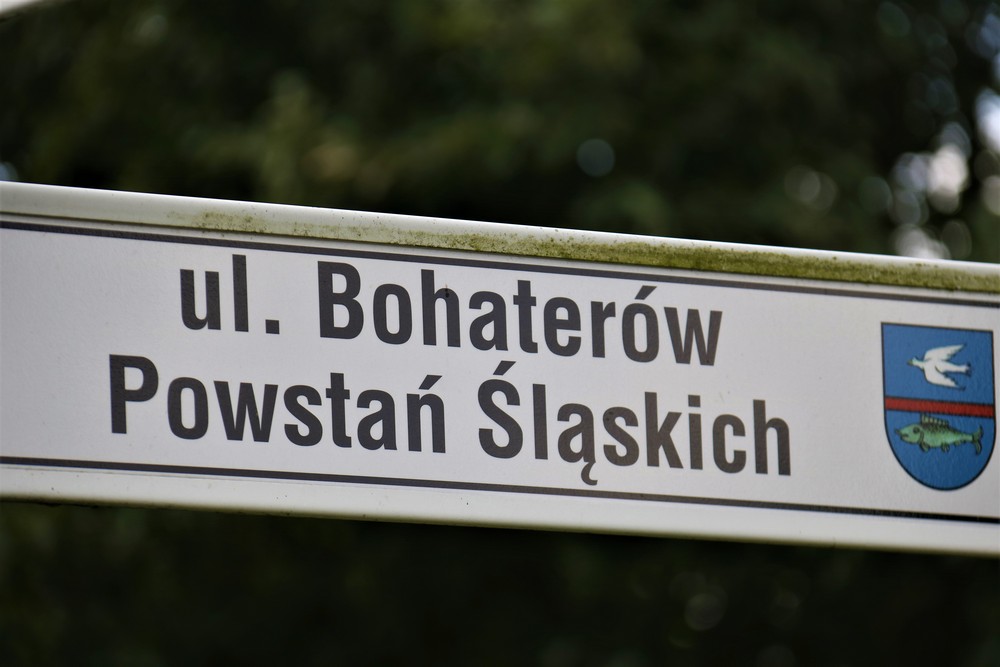 ul. Bohaterów
Powstań Śląskich